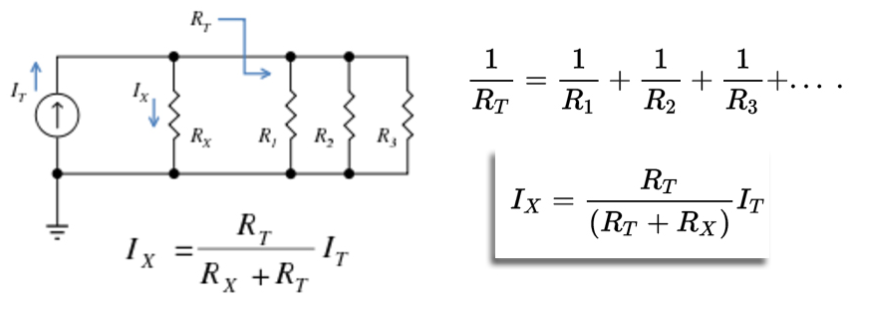 R_T
I_T
I_X
R_X R_1 R_2 R_3
I_X = R_T / (R_X + R_T) I_T
1/R_T = 1/R_1 + 1/R_2 + 1/R_3 +... .
I_X = R_T / (R_T + R_X) I_T